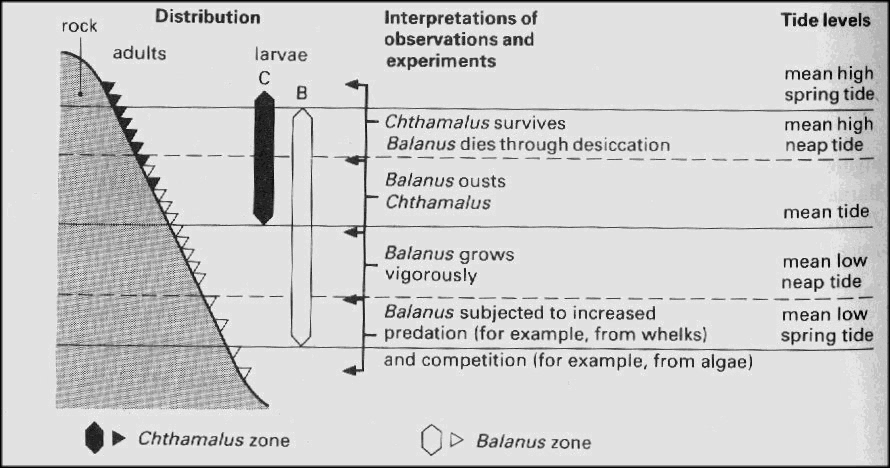 Distribution
Interpretations of
observations and
experiments
Tide levels
rock
adults
larvae
C
B
mean high
spring tide
Chthamalus survives
Balanus dies through desiccation
mean high
neap tide
Balanus ousts
Chthamalus
mean tide
Balanus grows
vigorously
mean low
neap tide
Balanus subjected to increased
predation (for example, from whelks)
and competition (for example, from algae)
mean low
spring tide
Chthamalus zone
Balanus zone